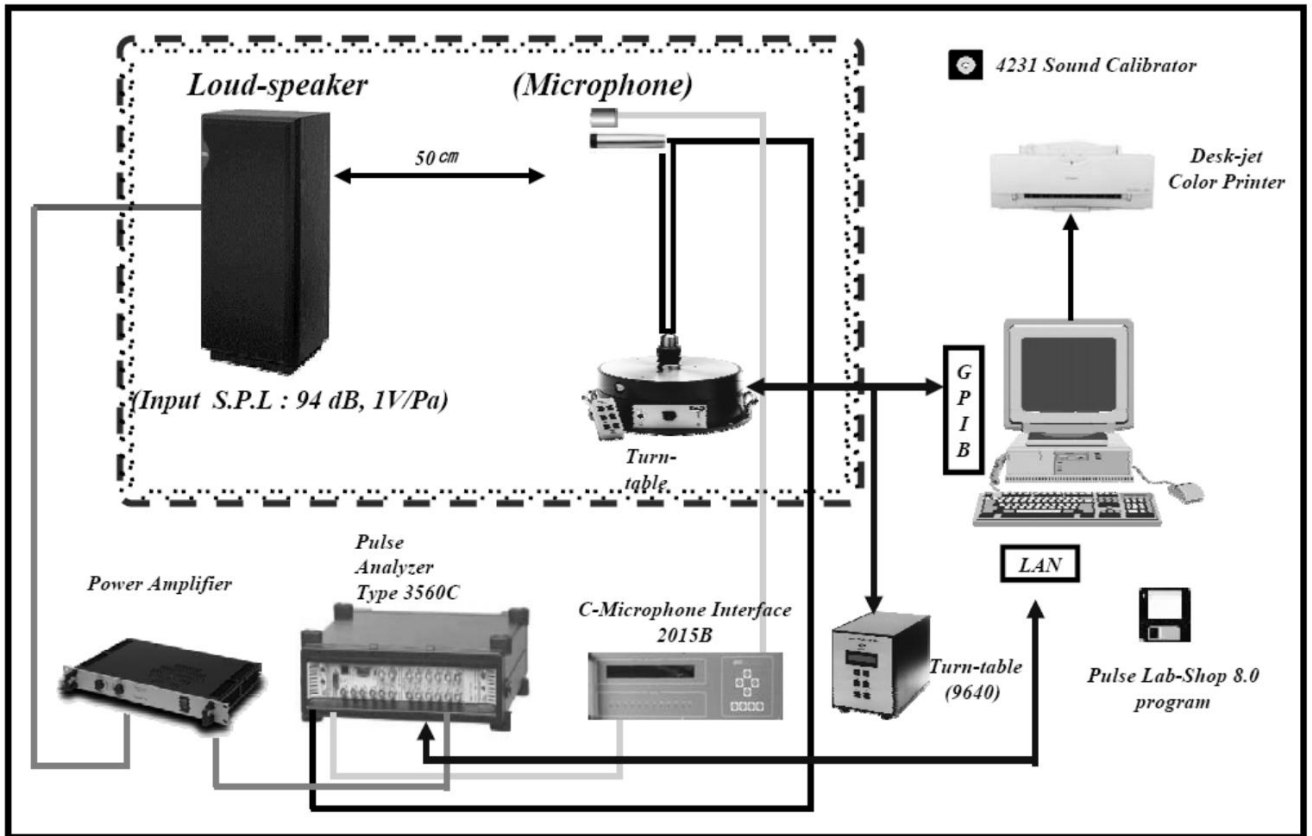 Loud-speaker
(Microphone)
4231 Sound Calibrator
50㎝
Desk-jet
Color Printer
(Input S.P.L : 94 dB, 1V/Pa)
G
P
I
B
Turn-
table
LAN
Power Amplifier
Pulse
Analyzer
Type 3560C
C-Microphone Interface
2015B
Turn-table
(9640)
Pulse Lab-Shop 8.0
program